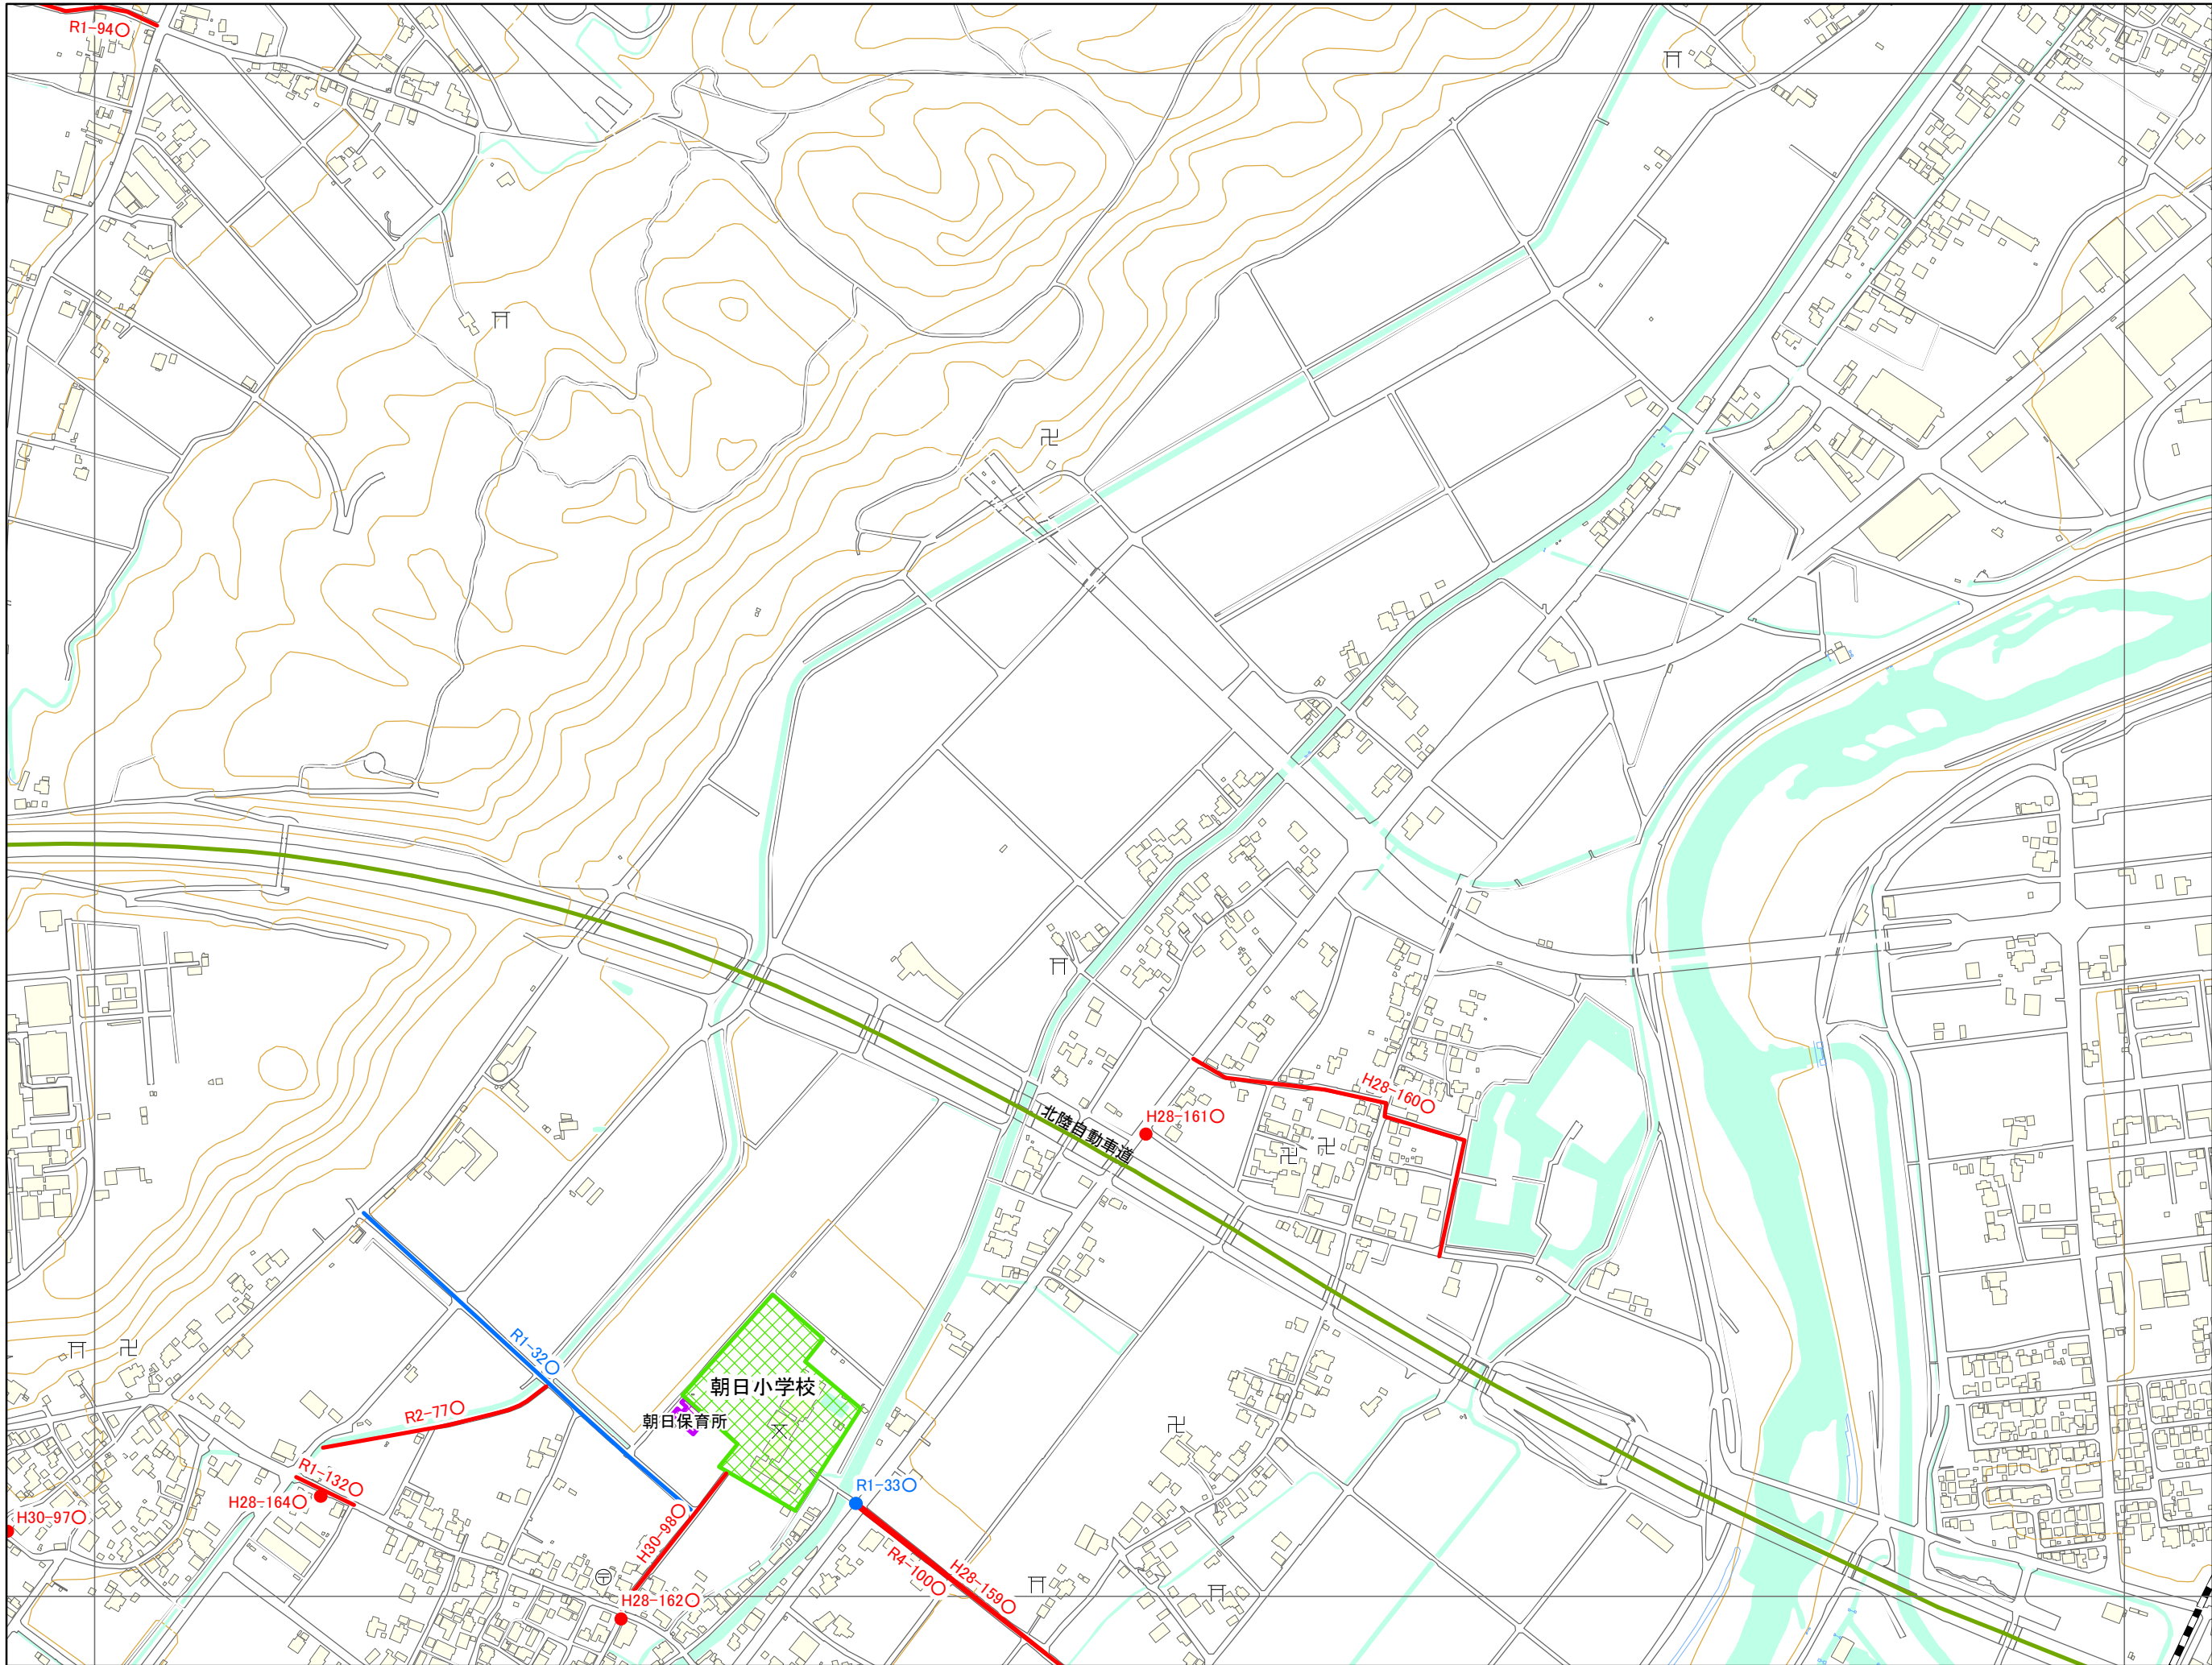 R1-94○
H28-160○
H28-161○
北陸自動車道
R1-32○
朝日小学校
朝日保育所
R2-77○
R1-132○
H28-164○
R1-33○
H30-97○
H30-98○
R4-100○
H28-159○
H28-162○